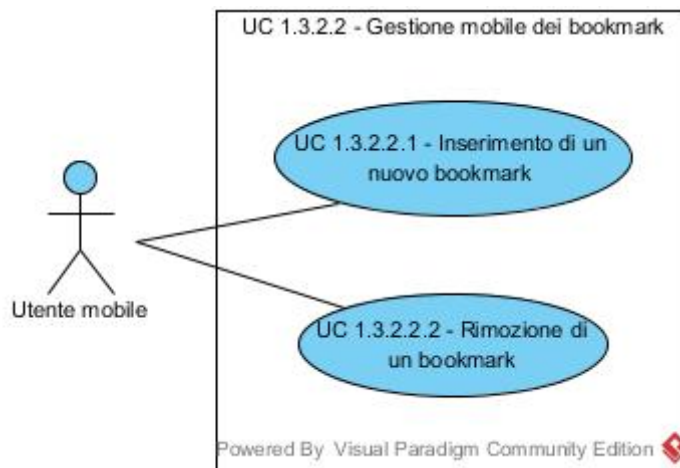 UC 1.3.2.2 - Gestione mobile dei bookmark
UC 1.3.2.2.1 - Inserimento di un
nuovo bookmark
Utente mobile
UC 1.3.2.2.2 - Rimozione di
un bookmark
Powered By Visual Paradigm Community Edition